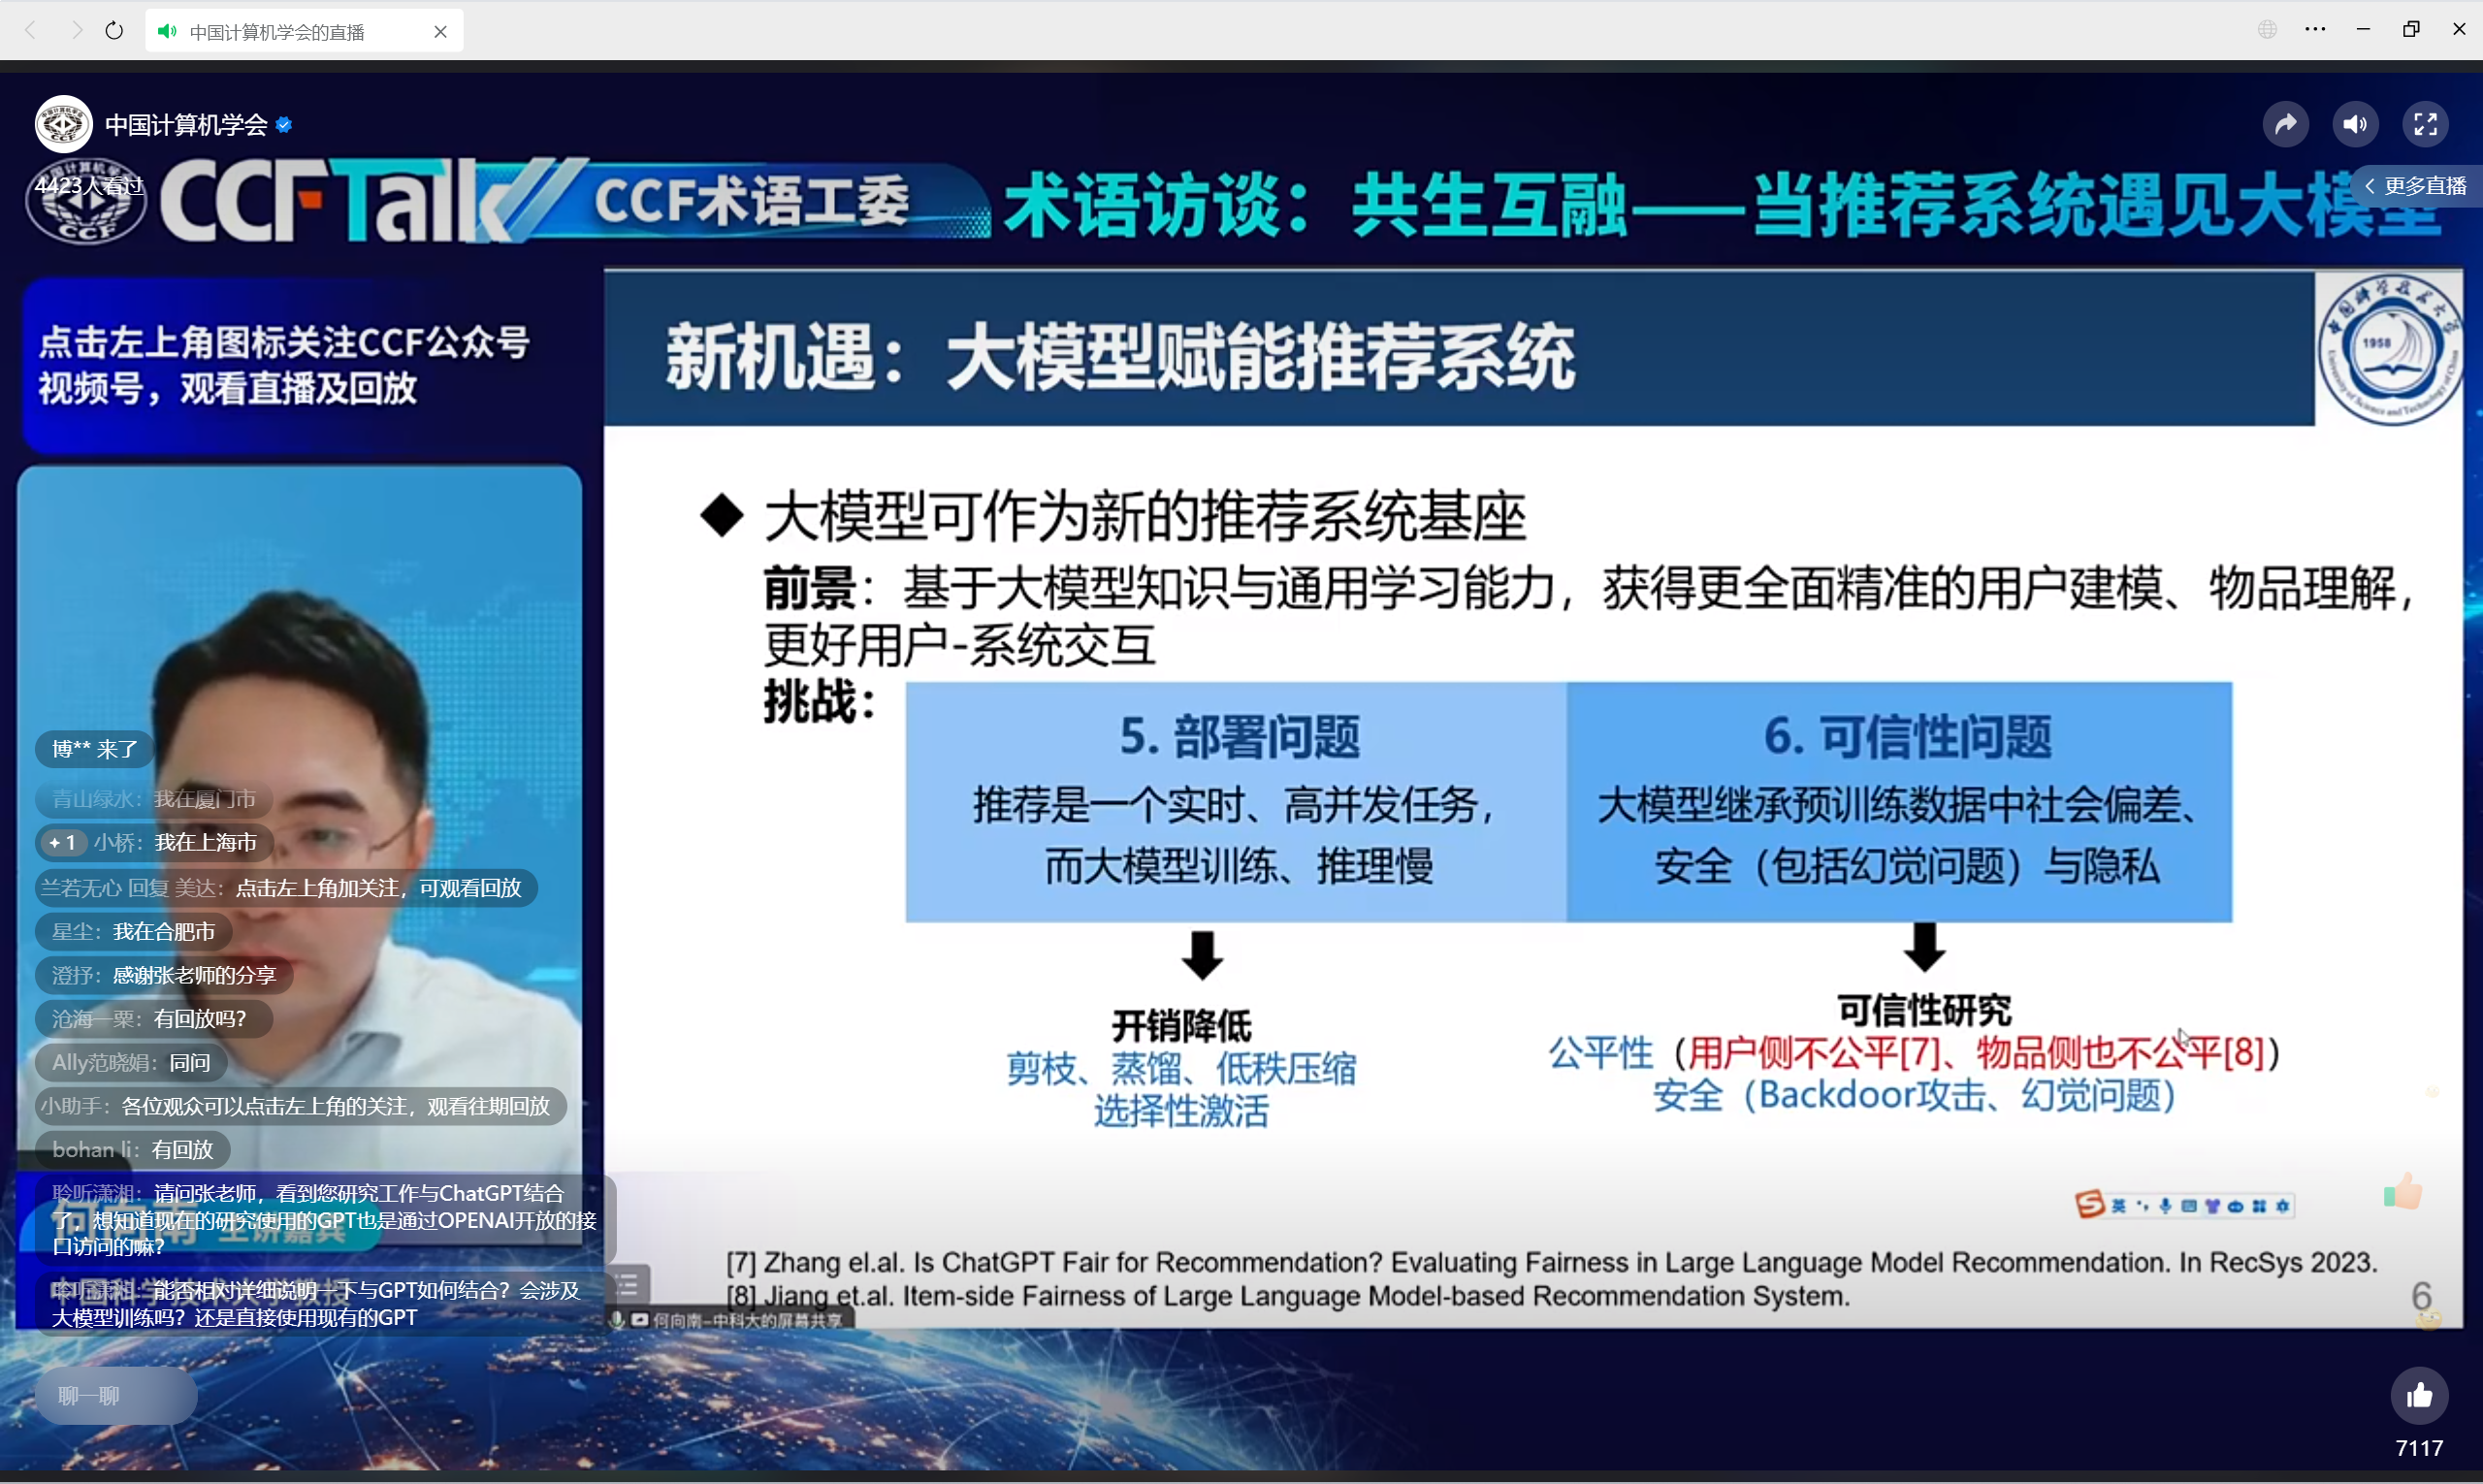 中国计算机学会的直播
中国计算机学会
4423人看过
CCFTalk
CCF术语工委
术语访谈：共生互融——当推荐系统遇见大模型
更多直播
点击左上角图标关注CCF公众号
视频号，观看直播及回放
新机遇：大模型赋能推荐系统
1958
◆ 大模型可作为新的推荐系统基座
前景：基于大模型知识与通用学习能力，获得更全面精准的用户建模、物品理解，
更好用户-系统交互
挑战：
5. 部署问题
推荐是一个实时、高并发任务，
而大模型训练、推理慢
6. 可信性问题
大模型继承预训练数据中社会偏差、
安全（包括幻觉问题）与隐私
开销降低
剪枝、蒸馏、低秩压缩
选择性激活
可信性研究
公平性（用户侧不公平[7]、物品侧也不公平[8]）
安全（Backdoor攻击、幻觉问题）
英
[7] Zhang el.al. Is ChatGPT Fair for Recommendation? Evaluating Fairness in Large Language Model Recommendation. In RecSys 2023.
[8] Jiang et.al. Item-side Fairness of Large Language Model-based Recommendation System.
6
何向南-中科大的屏幕共享
博** 来了
青山绿水：我在厦门市
1 小桥：我在上海市
兰若无心 回复 美达：点击左上角加关注，可观看回放
星尘：我在合肥市
澄抒：感谢张老师的分享
沧海一栗：有回放吗？
Ally范晓娟：同问
小助手：各位观众可以点击左上角的关注，观看往期回放
bohan li：有回放
聆听潇湘：请问张老师，看到您研究工作与ChatGPT结合
了，想知道现在的研究使用的GPT也是通过OPENAI开放的接
口访问的嘛？
聆听潇湘：能否相对详细说明一下与GPT如何结合？会涉及
大模型训练吗？还是直接使用现有的GPT
何向南 主讲嘉宾
中国科学技术大学教授
聊一聊
7117